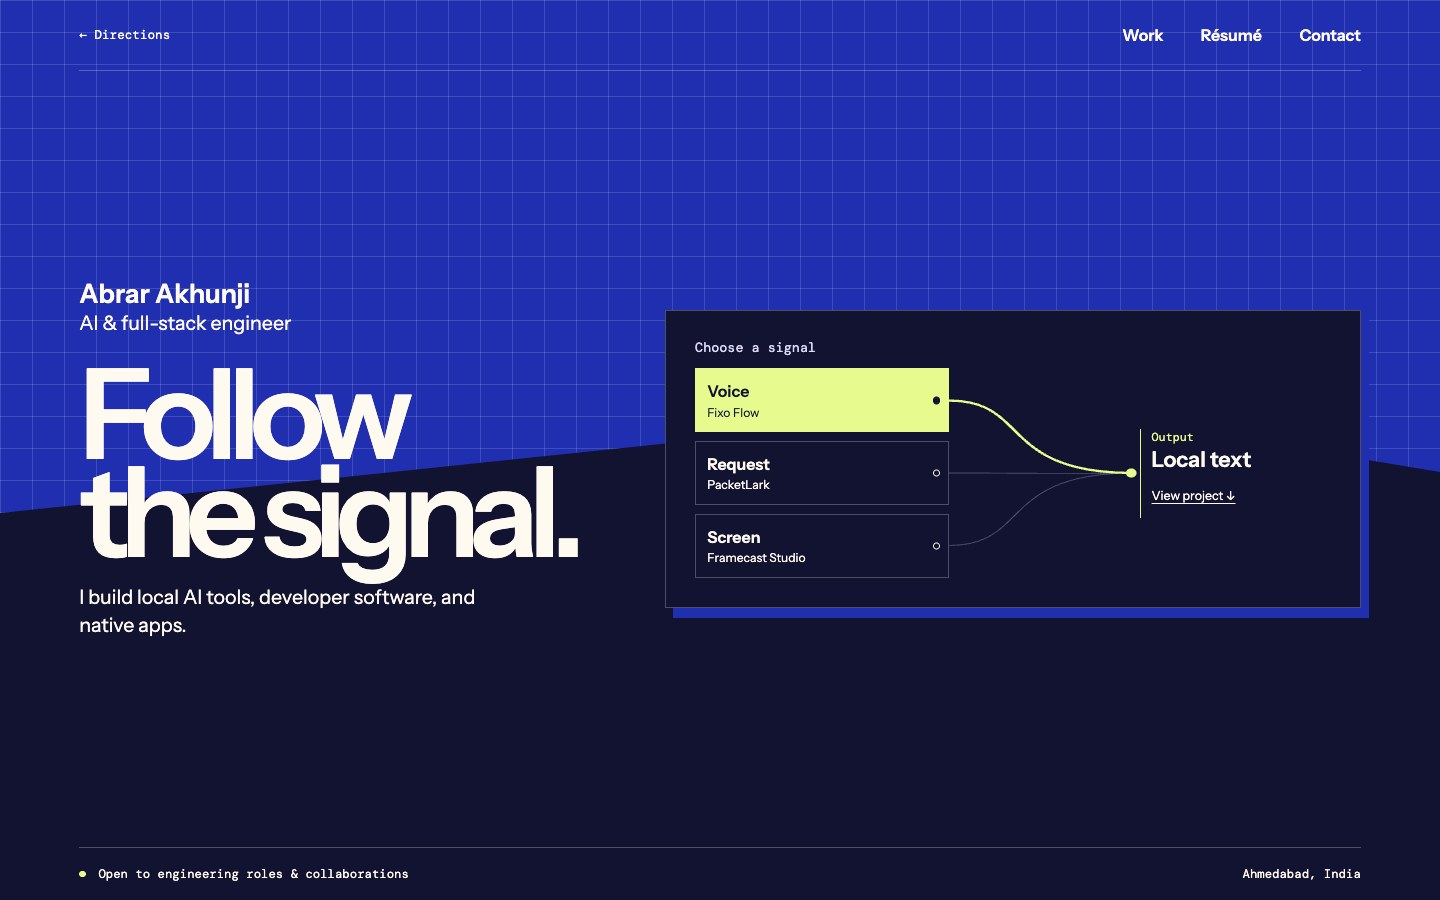 ← Directions
Work
Résumé
Contact
Abrar Akhunji
AI & full-stack engineer
Follow
the signal.
I build local AI tools, developer software, and
native apps.
Choose a signal
Voice
Fixo Flow
Request
PacketLark
Screen
Framecast Studio
Output
Local text
View project ↓
Open to engineering roles & collaborations
Ahmedabad, India